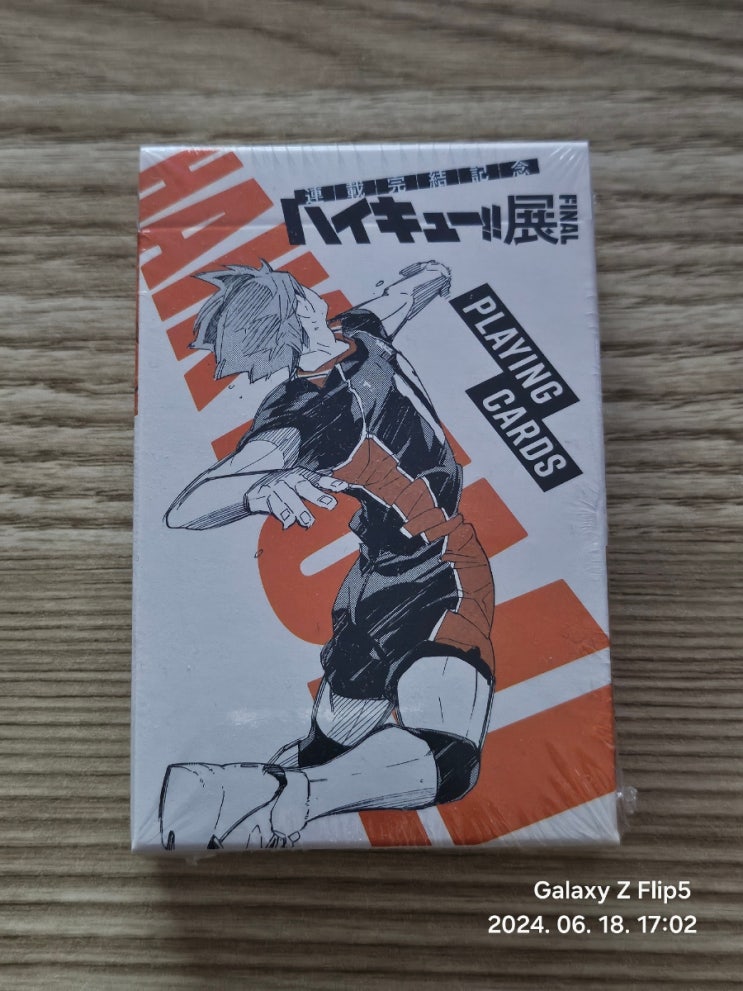 連載完結記念
ハイキュー!!展
FINAL
PLAYING
CARDS
HAIKYU!!
Galaxy Z Flip5
2024. 06. 18. 17:02